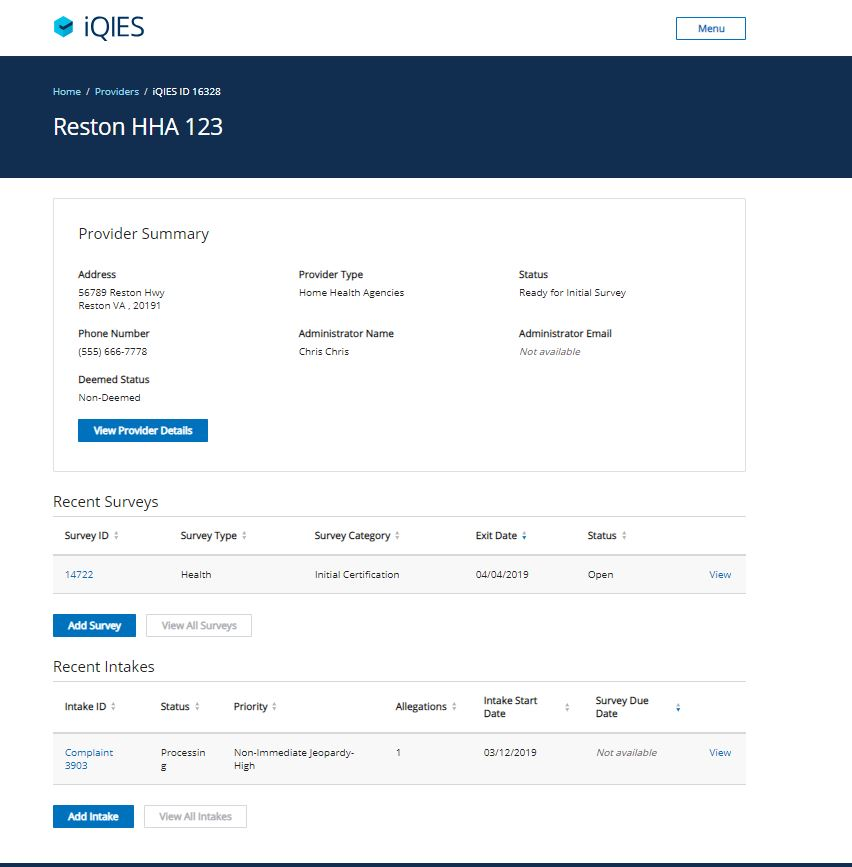 iQIES
Menu
Home / Providers / iQIES ID 16328
Reston HHA 123
Provider Summary
Address Provider Type Status
56789 Reston Hwy Home Health Agencies Ready for Initial Survey
Reston VA , 20191
Phone Number Administrator Name Administrator Email
(555) 666-7778 Chris Chris Not available
Deemed Status
Non-Deemed
View Provider Details
Recent Surveys
Survey ID Survey Type Survey Category Exit Date Status
14722 Health Initial Certification 04/04/2019 Open View
Add Survey View All Surveys
Recent Intakes
Intake ID Status Priority Allegations Intake Start Survey Due
Date Date
Complaint Processin Non-Immediate Jeopardy- 1 03/12/2019 Not available View
3903 g High
Add Intake View All Intakes